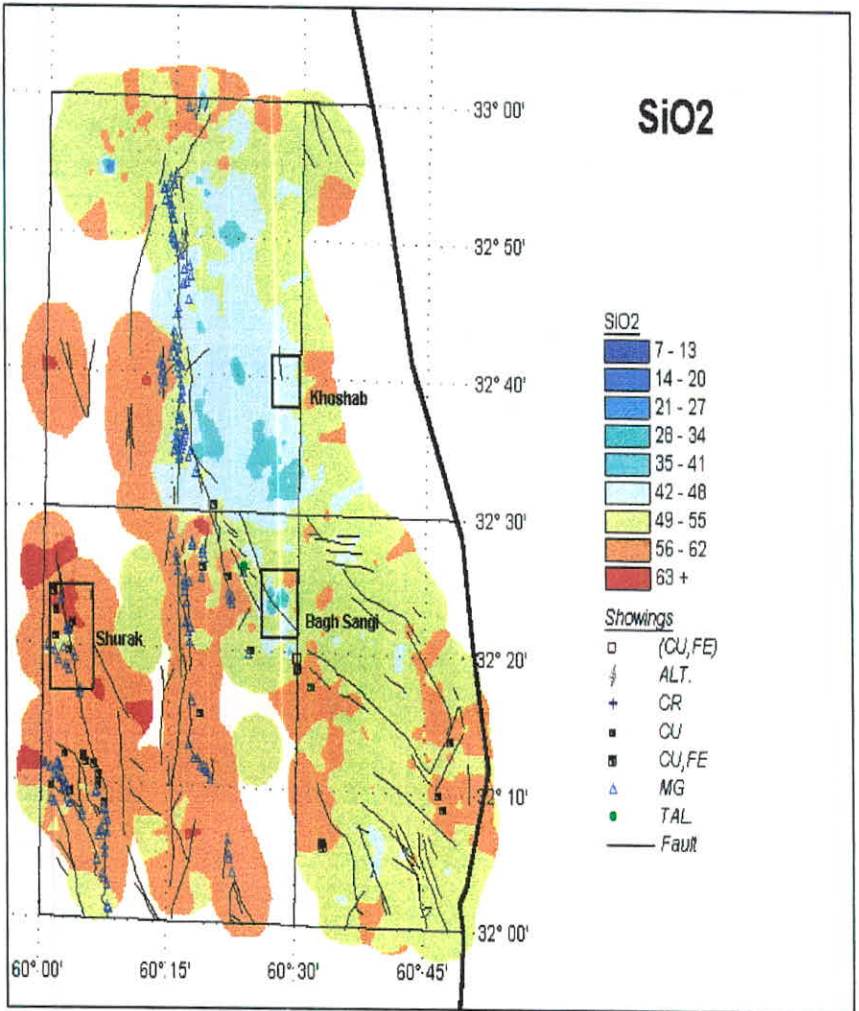 SiO2
33° 00'
32° 50'
SIO2
7 - 13
14 - 20
21 - 27
28 - 34
35 - 41
42 - 48
49 - 55
56 - 62
63 +
32° 40'
Khoshab
32° 30'
Showings
(CU,FE)
ALT.
CR
CU
CU,FE
MG
TAL.
Fault
Bagh Sangi
Shurak
32° 20'
32° 10'
32° 00'
60° 00'
60° 15'
60° 30'
60° 45'